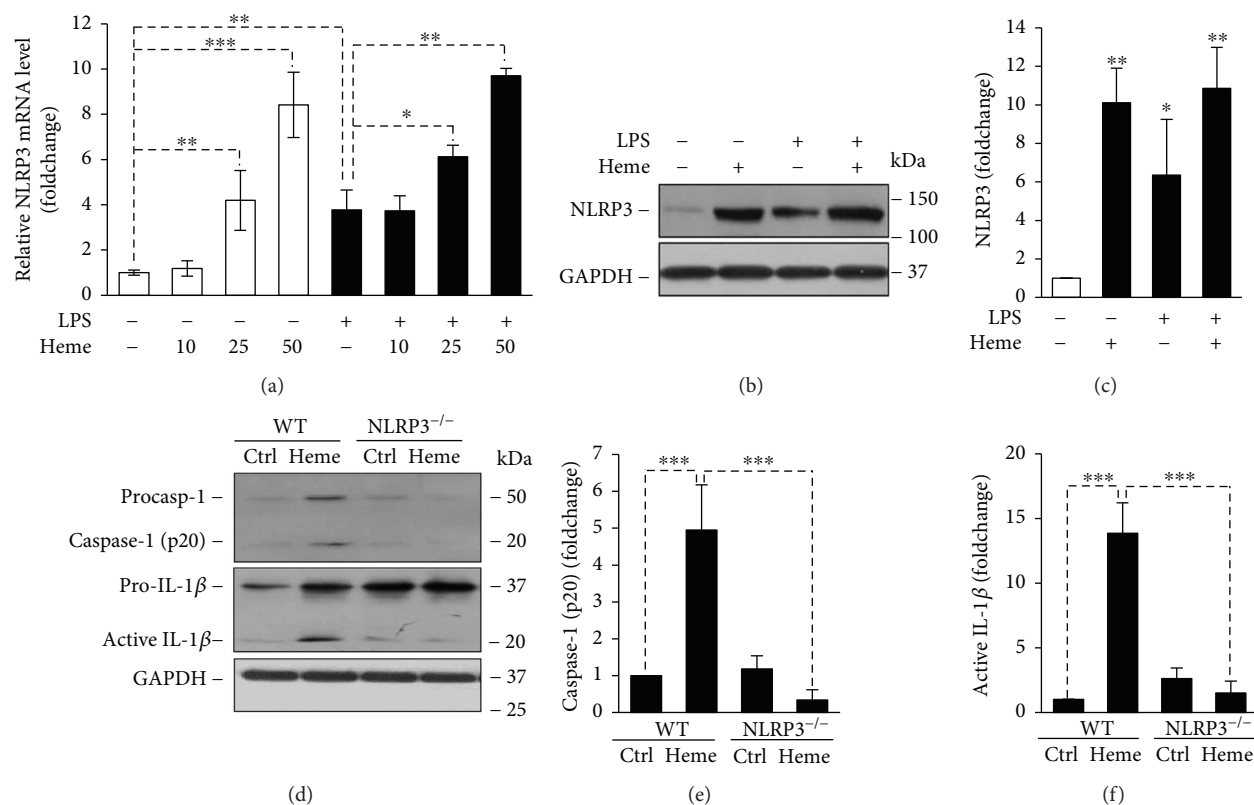 Relative NLRP3 mRNA level
(foldchange)
12
10
8
6
4
2
0
** ***
** ** *
**
LPS – – – – + + + +
Heme – 10 25 50 – 10 25 50
(a)
LPS – – + +
Heme – + – + kDa
NLRP3 – – 150
– 100
GAPDH – – 37
(b)
NLRP3 (foldchange)
14
12
10
8
6
4
2
0
** * **
LPS – – + +
Heme – + – +
(c)
WT NLRP3−/−
Ctrl Heme Ctrl Heme kDa
Procasp-1 – – 50
Caspase-1 (p20) – – 20
Pro-IL-1β – – 37
Active IL-1β – – 20
GAPDH – – 37
– 25
(d)
Caspase-1 (p20) (foldchange)
7
6
5
4
3
2
1
0
*** ***
WT NLRP3−/−
Ctrl Heme Ctrl Heme
(e)
Active IL-1β (foldchange)
20
15
10
5
0
*** ***
WT NLRP3−/−
Ctrl Heme Ctrl Heme
(f)